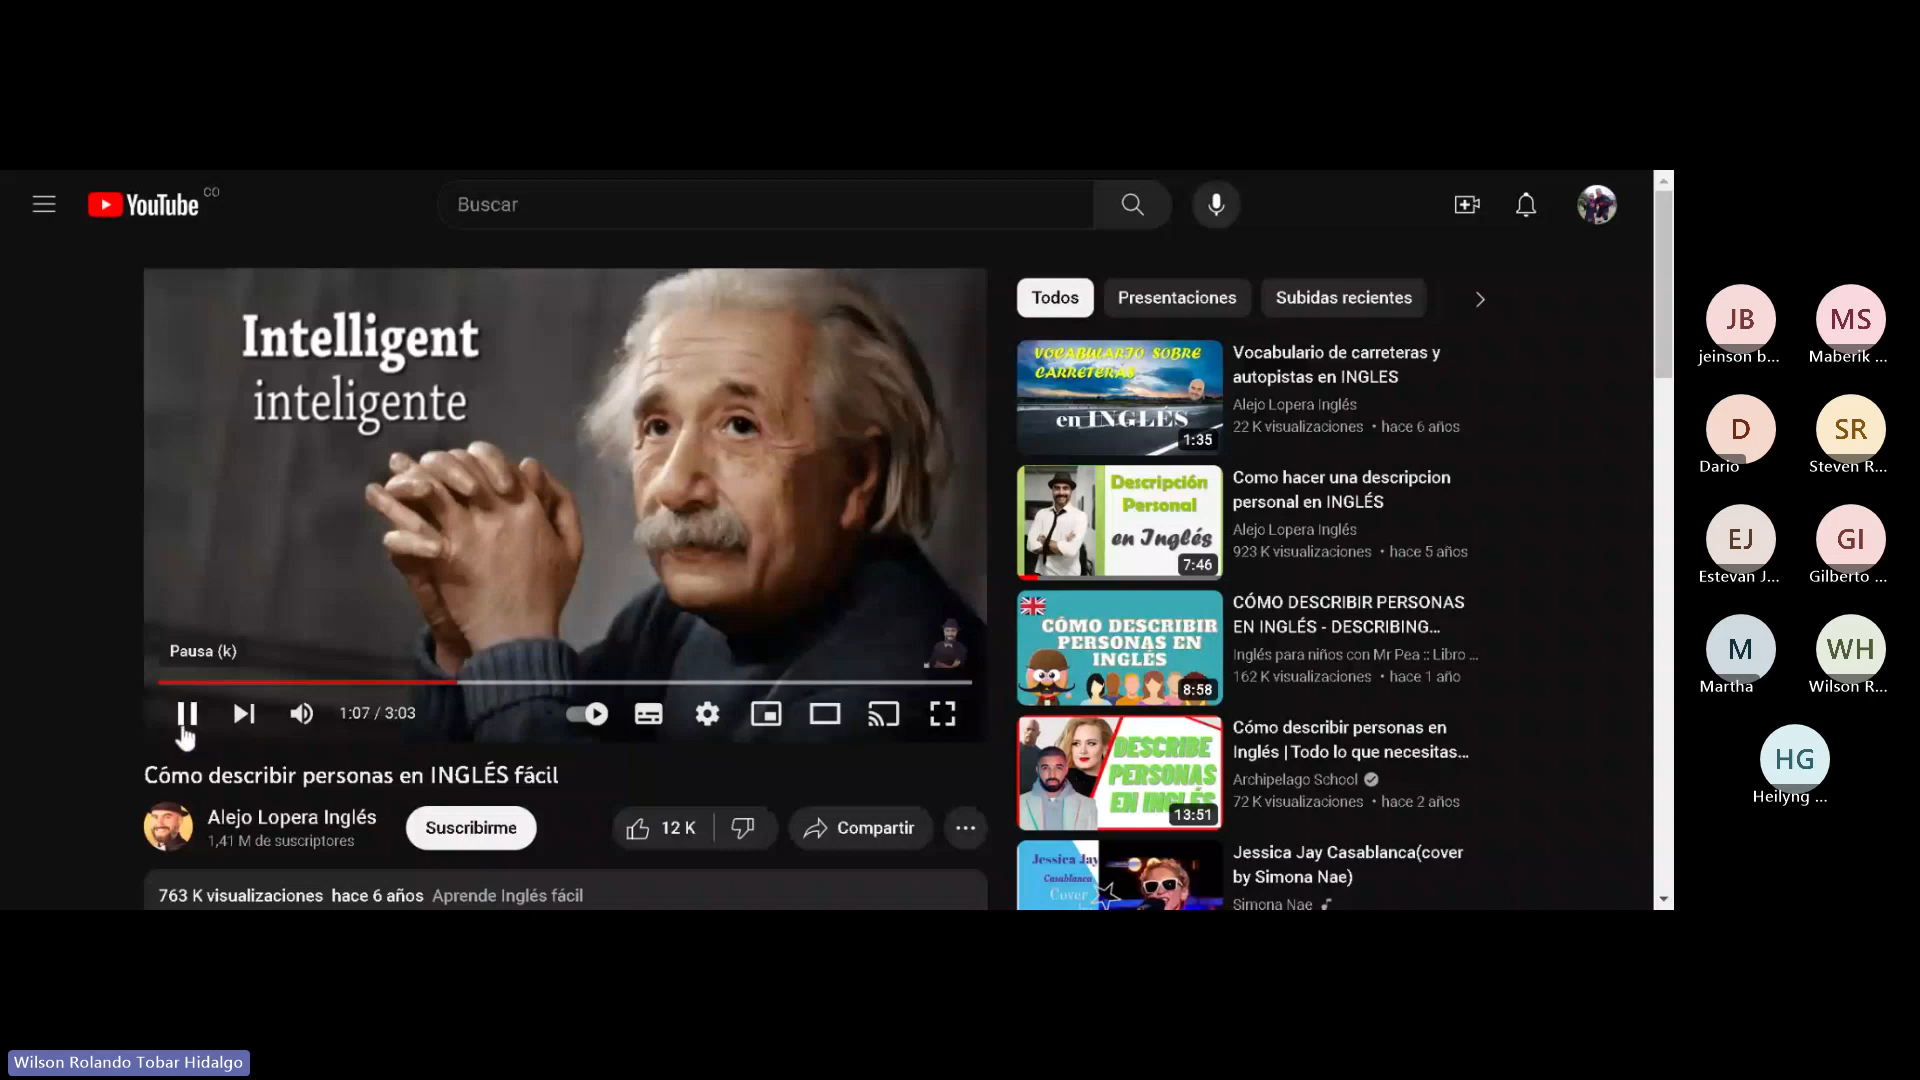 YouTube CO
Buscar
Intelligent
inteligente
Pausa (k)
1:07 / 3:03
Cómo describir personas en INGLÉS fácil
Alejo Lopera Inglés
1,41 M de suscriptores
Suscribirme
12 K
Compartir
763 K visualizaciones hace 6 años Aprende Inglés fácil
Todos
Presentaciones
Subidas recientes
VOCABULARIO SOBRE
CARRETERAS
en INGLÉS
1:35
Vocabulario de carreteras y
autopistas en INGLES
Alejo Lopera Inglés
22 K visualizaciones • hace 6 años
Descripción
Personal
en Inglés
7:46
Como hacer una descripcion
personal en INGLÉS
Alejo Lopera Inglés
923 K visualizaciones • hace 5 años
CÓMO DESCRIBIR
PERSONAS EN
INGLÉS
8:58
CÓMO DESCRIBIR PERSONAS
EN INGLÉS - DESCRIBING...
Inglés para niños con Mr Pea :: Libro ...
162 K visualizaciones • hace 1 año
DESCRIBE
PERSONAS
EN INGLÉS
13:51
Cómo describir personas en
Inglés | Todo lo que necesitas...
Archipelago School
72 K visualizaciones • hace 2 años
Jessica Jay
Casablanca
Cover
by
Jessica Jay Casablanca(cover
by Simona Nae)
Simona Nae
JB
jeinson b...
MS
Maberik ...
D
Dario
SR
Steven R...
EJ
Estevan J...
GI
Gilberto ...
M
Martha
WH
Wilson R...
HG
Heilyng ...
Wilson Rolando Tobar Hidalgo